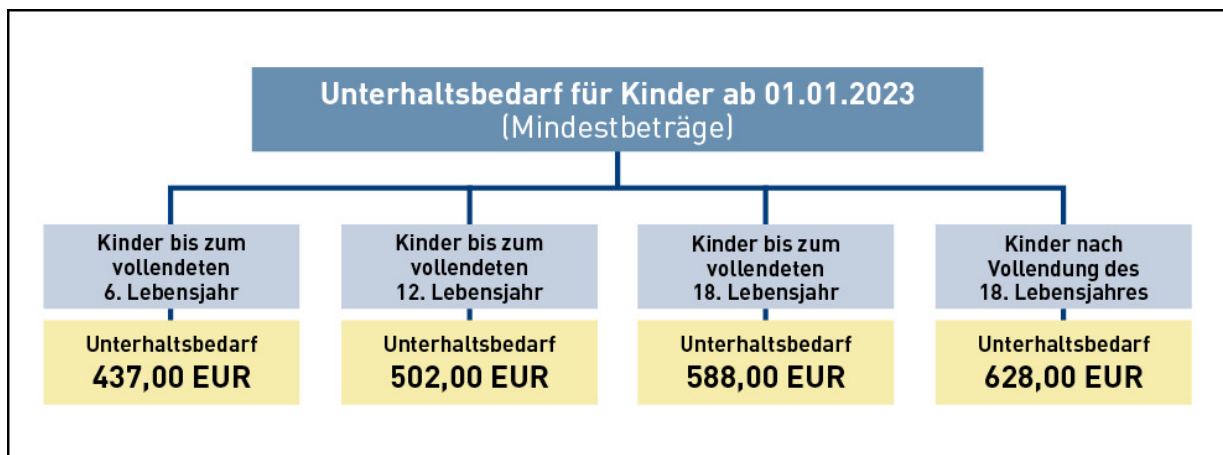 Unterhaltsbedarf für Kinder ab 01.01.2023
(Mindestbeträge)
Kinder bis zum
vollendeten
6. Lebensjahr
Unterhaltsbedarf
437,00 EUR
Kinder bis zum
vollendeten
12. Lebensjahr
Unterhaltsbedarf
502,00 EUR
Kinder bis zum
vollendeten
18. Lebensjahr
Unterhaltsbedarf
588,00 EUR
Kinder nach
Vollendung des
18. Lebensjahres
Unterhaltsbedarf
628,00 EUR